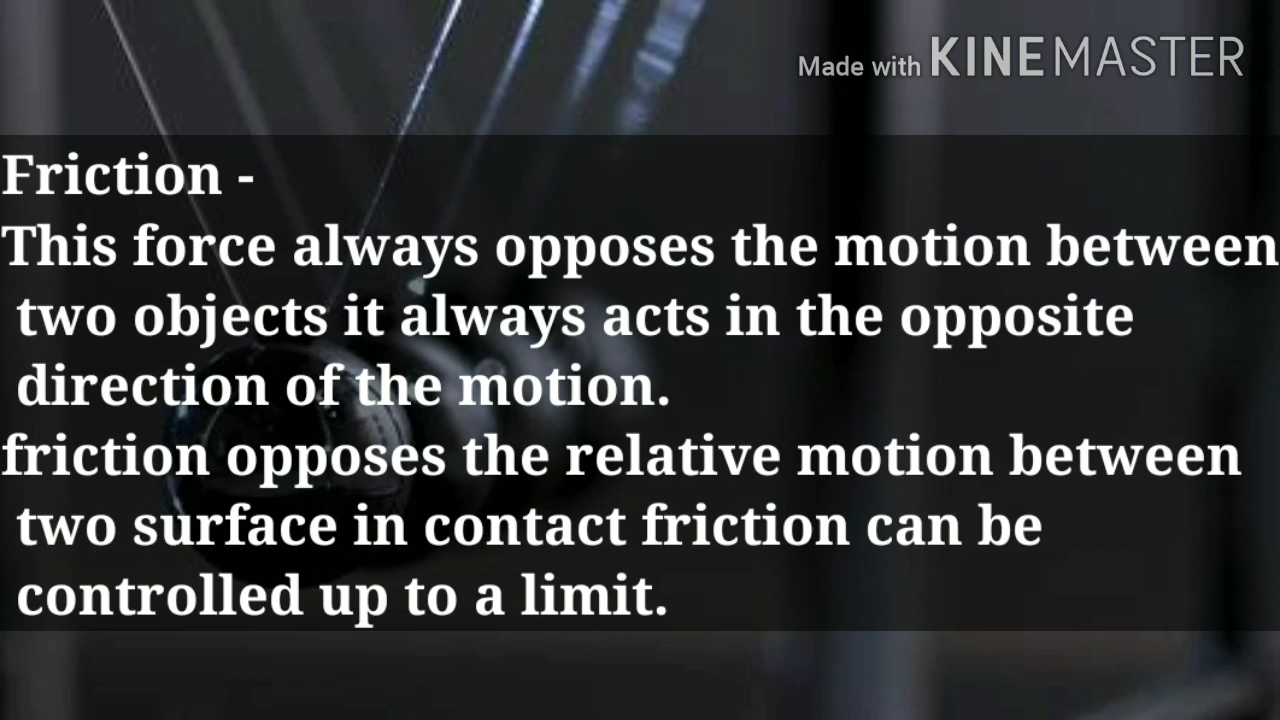 Made with KINEMASTER
Friction -
This force always opposes the motion between
two objects it always acts in the opposite
direction of the motion.
friction opposes the relative motion between
two surface in contact friction can be
controlled up to a limit.